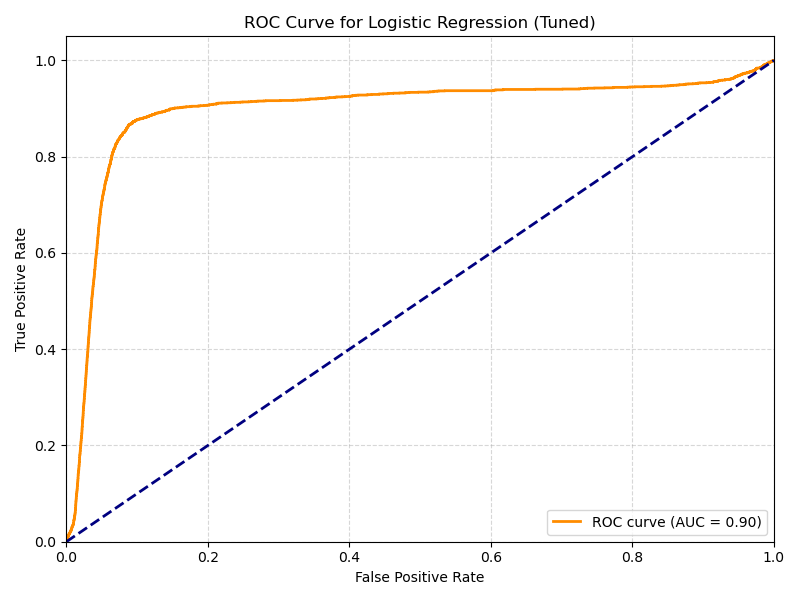 ROC Curve for Logistic Regression (Tuned)
1.0
0.8
0.6
0.4
0.2
0.0
True Positive Rate
0.0 0.2 0.4 0.6 0.8 1.0
False Positive Rate
ROC curve (AUC = 0.90)